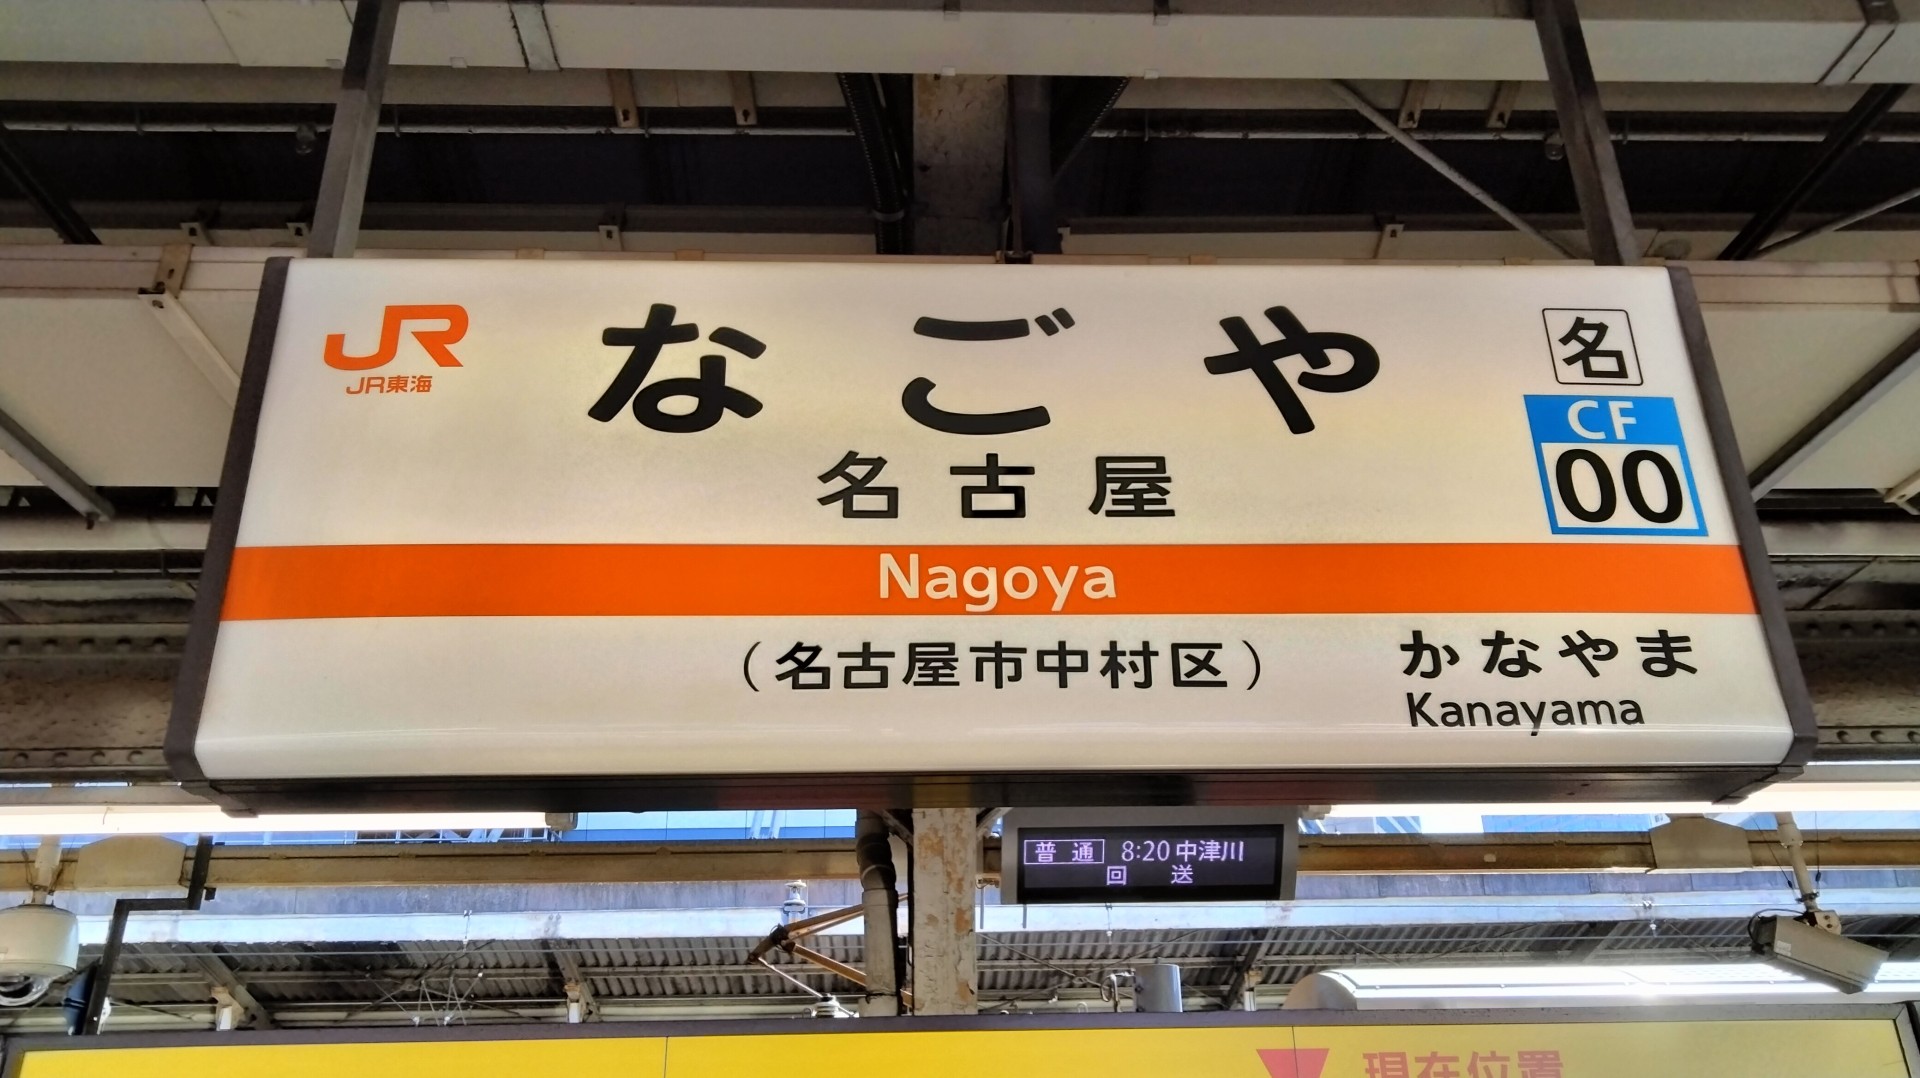 JR
JR東海
なごや
名
CF
00
名古屋
Nagoya
(名古屋市中村区)
かなやま
Kanayama
普通 8:20 中津川
回送
現在位置